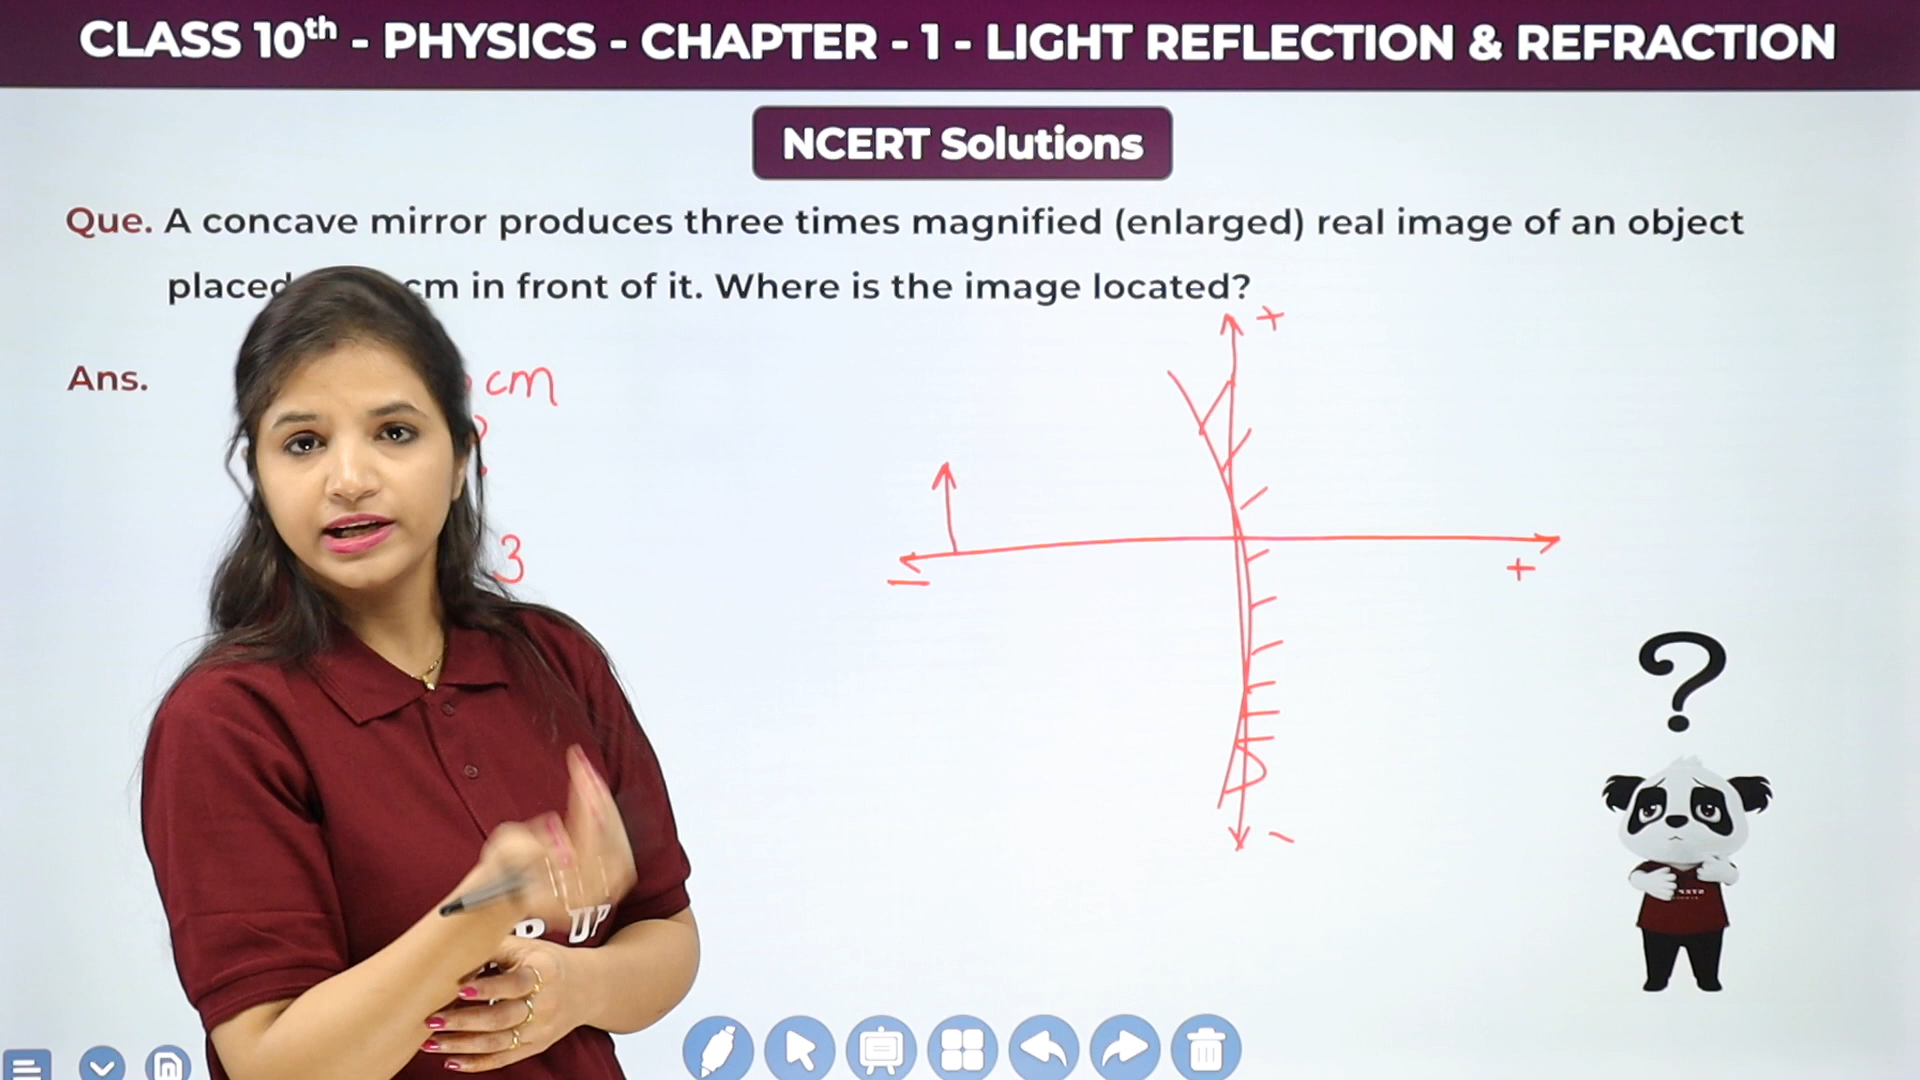 CLASS 10th - PHYSICS - CHAPTER - 1 - LIGHT REFLECTION & REFRACTION
NCERT Solutions
Que. A concave mirror produces three times magnified (enlarged) real image of an object
cm in front of it. Where is the image located?
+
Ans.
cm
3
−
+
−
?
UP